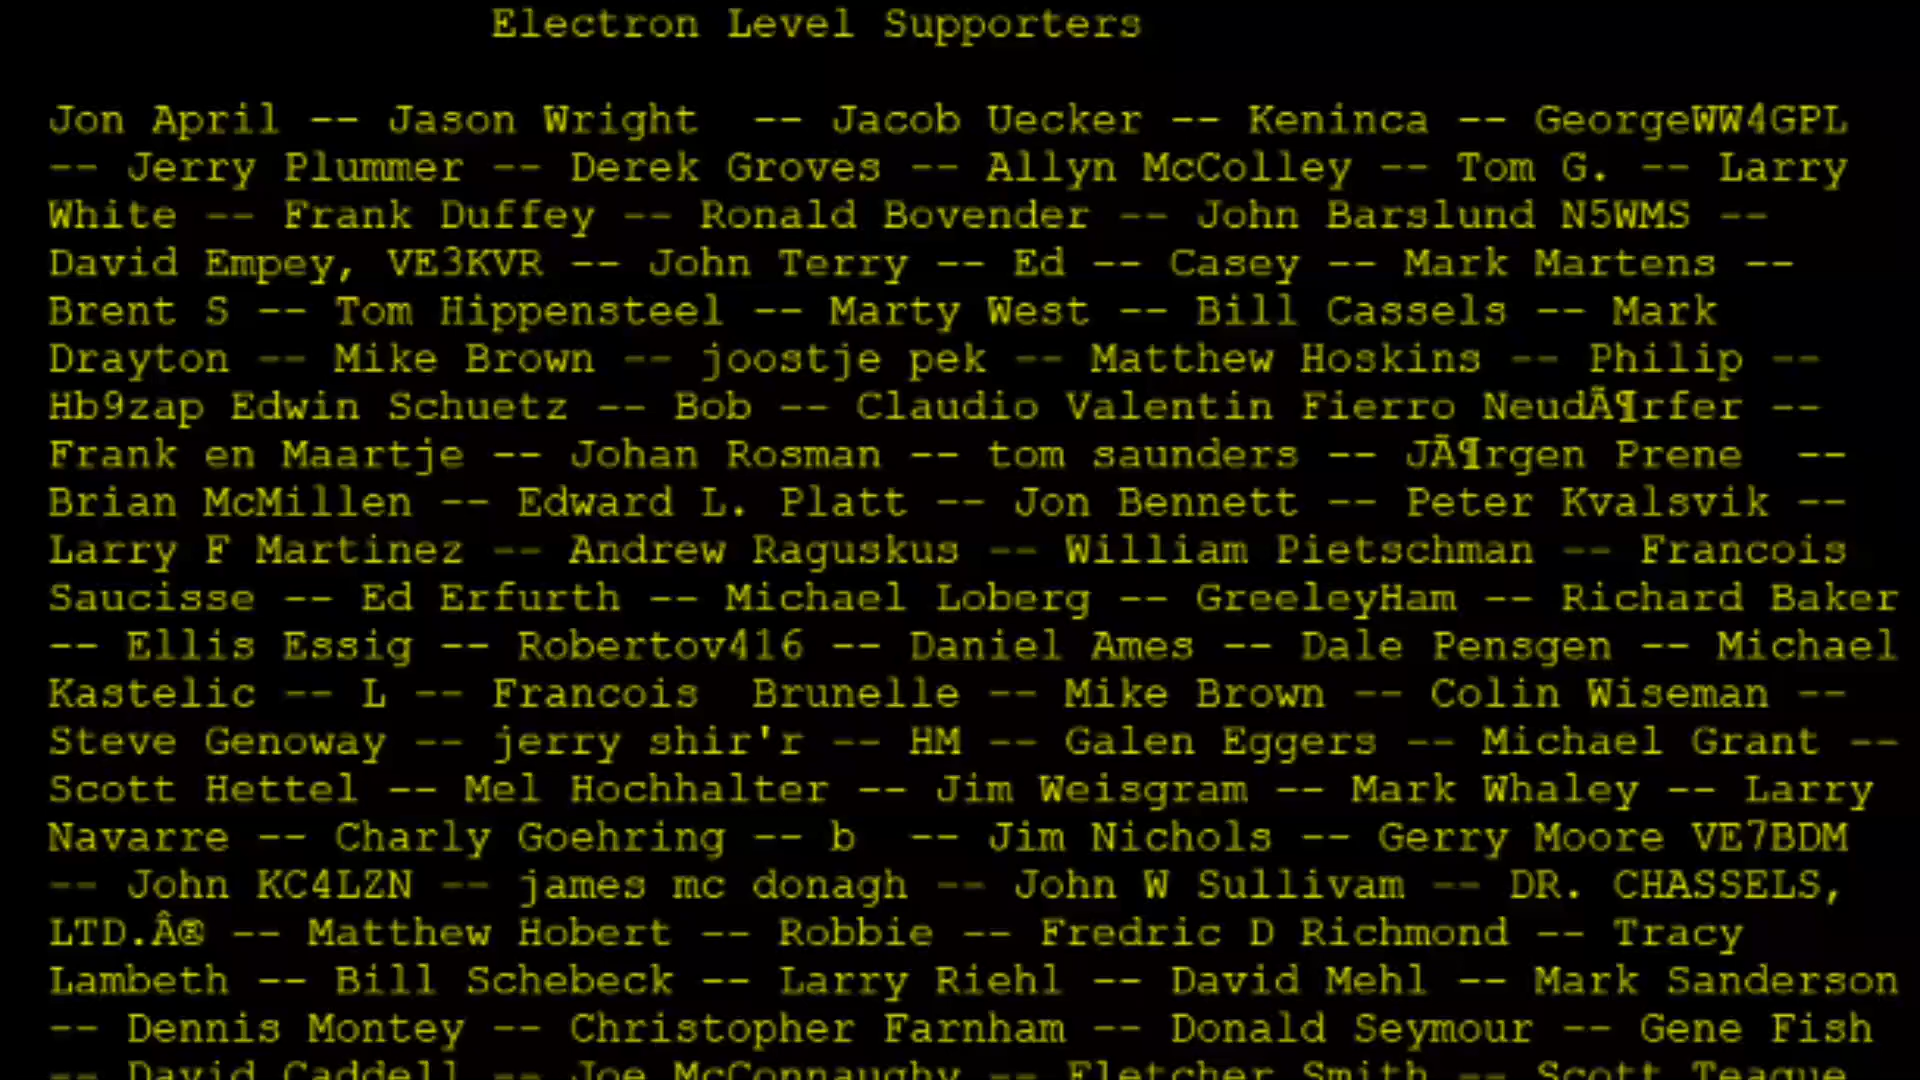 Electron Level Supporters
Jon April -- Jason Wright  -- Jacob Uecker -- Keninca -- GeorgeWW4GPL
-- Jerry Plummer -- Derek Groves -- Allyn McColley -- Tom G. -- Larry
White -- Frank Duffey -- Ronald Bovender -- John Barslund N5WMS --
David Empey, VE3KVR -- John Terry -- Ed -- Casey -- Mark Martens --
Brent S -- Tom Hippensteel -- Marty West -- Bill Cassels -- Mark
Drayton -- Mike Brown -- joostje pek -- Matthew Hoskins -- Philip --
Hb9zap Edwin Schuetz -- Bob -- Claudio Valentin Fierro NeudÃ¶rfer --
Frank en Maartje -- Johan Rosman -- tom saunders -- JÃ¶rgen Prene  --
Brian McMillen -- Edward L. Platt -- Jon Bennett -- Peter Kvalsvik --
Larry F Martinez -- Andrew Raguskus -- William Pietschman -- Francois
Saucisse -- Ed Erfurth -- Michael Loberg -- GreeleyHam -- Richard Baker
-- Ellis Essig -- Robertov416 -- Daniel Ames -- Dale Pensgen -- Michael
Kastelic -- L -- Francois  Brunelle -- Mike Brown -- Colin Wiseman --
Steve Genoway -- jerry shir'r -- HM -- Galen Eggers -- Michael Grant --
Scott Hettel -- Mel Hochhalter -- Jim Weisgram -- Mark Whaley -- Larry
Navarre -- Charly Goehring -- b  -- Jim Nichols -- Gerry Moore VE7BDM
-- John KC4LZN -- james mc donagh -- John W Sullivam -- DR. CHASSELS,
LTD.Â® -- Matthew Hobert -- Robbie -- Fredric D Richmond -- Tracy
Lambeth -- Bill Schebeck -- Larry Riehl -- David Mehl -- Mark Sanderson
-- Dennis Montey -- Christopher Farnham -- Donald Seymour -- Gene Fish
-- David Caddell -- Joe McConnaughy -- Fletcher Smith -- Scott Teague